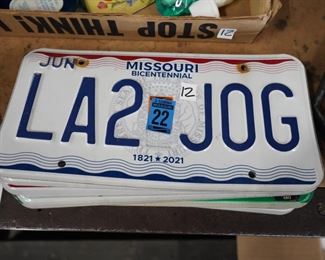 STOP THINK!
12
JUN MISSOURI
BICENTENNIAL
LA2 JOG
12
22
1821 ★ 2021